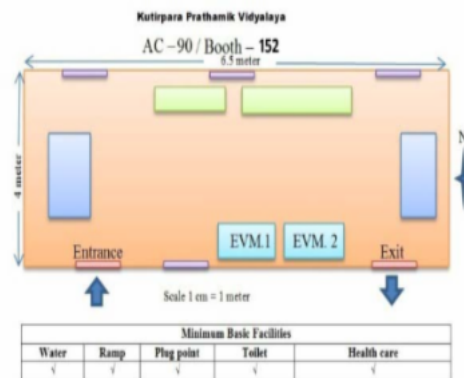 Kutirpara Prathamik Vidyalaya
AC – 90 / Booth – 152
6.5 meter
4 meter
N
EVM.1 EVM. 2
Entrance Exit
Scale 1 cm = 1 meter
Minimum Basic Facilities
Water Ramp Plug point Toilet Health care
√ √ √ √ √